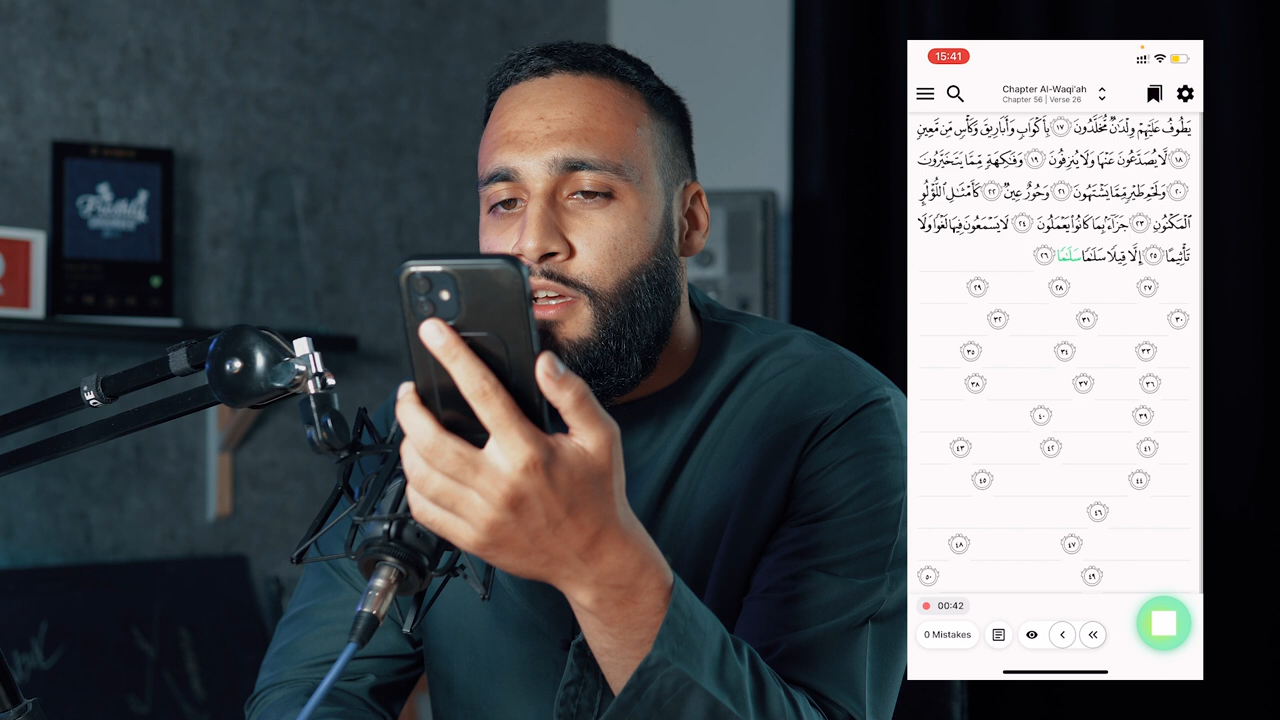 15:41
Chapter Al-Waqi'ah
Chapter 56 | Verse 26
يَطُوفُ عَلَيْهِمْ وِلْدَٰنٌ مُّخَلَّدُونَ ١٧ بِأَكْوَابٍ وَأَبَارِيقَ وَكَأْسٍ مِّن مَّعِينٍ
١٨ لَّا يُصَدَّعُونَ عَنْهَا وَلَا يُنزِفُونَ ١٩ وَفَٰكِهَةٍ مِّمَّا يَتَخَيَّرُونَ
٢٠ وَلَحْمِ طَيْرٍ مِّمَّا يَشْتَهُونَ ٢١ وَحُورٌ عِينٌ ٢٢ كَأَمْثَٰلِ ٱللُّؤْلُؤِ
ٱلْمَكْنُونِ ٢٣ جَزَآءًۢ بِمَا كَانُوا۟ يَعْمَلُونَ ٢٤ لَا يَسْمَعُونَ فِيهَا لَغْوًا وَلَا
تَأْثِيمًا ٢٥ إِلَّا قِيلًا سَلَٰمًا سَلَٰمًا ٢٦
٢٧ ٢٨ ٢٩
٣٠ ٣١ ٣٢
٣٣ ٣٤ ٣٥
٣٦ ٣٧ ٣٨
٣٩ ٤٠
٤١ ٤٢ ٤٣
٤٤ ٤٥
٤٦
٤٧ ٤٨
٤٩ ٥٠
00:42
0 Mistakes